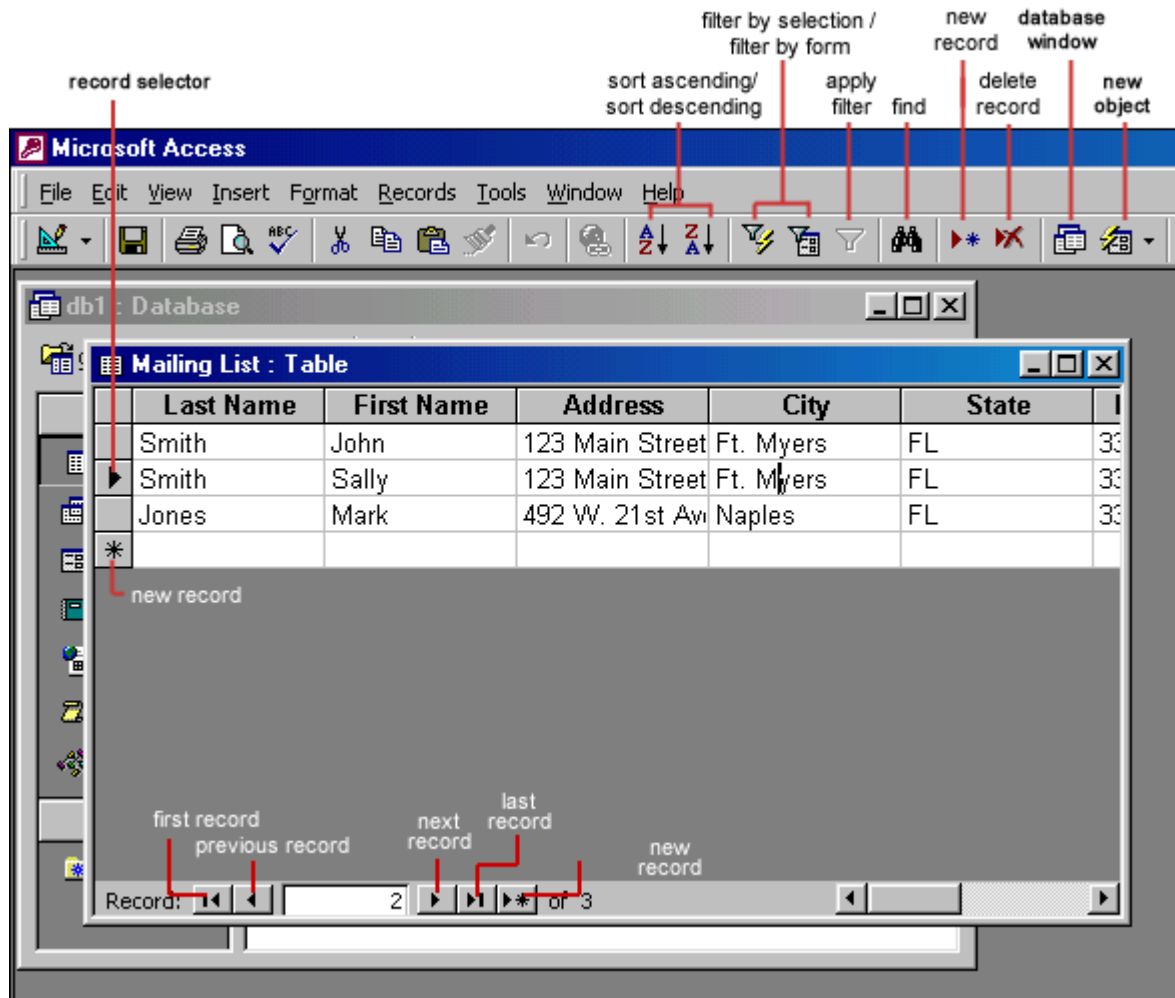 filter by selection /
filter by form
new
record
database
window
record selector
sort ascending/
sort descending
apply
filter
find
delete
record
new
object
Microsoft Access
File Edit View Insert Format Records Tools Window Help
ABC
A
Z
Z
A
db1 : Database
Mailing List : Table
Last Name First Name Address City State
Smith John 123 Main Street Ft. Myers FL 33
Smith Sally 123 Main Street Ft. Myers FL 33
Jones Mark 492 W. 21st Av Naples FL 33
new record
first record
previous record
next
record
last
record
new
record
Record: 2 of 3